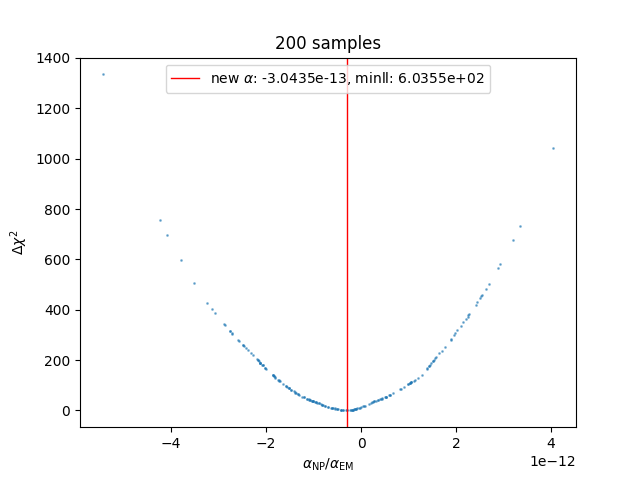 200 samples
new α: -3.0435e-13, minll: 6.0355e+02
1400
1200
1000
800
600
400
200
0
Δχ²
−4 −2 0 2 4
1e−12
α_NP/α_EM